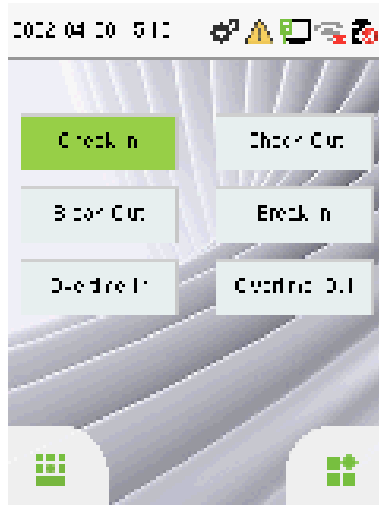 Check In
Check Out
Break Out
Break In
Overtime In
Overtime Out